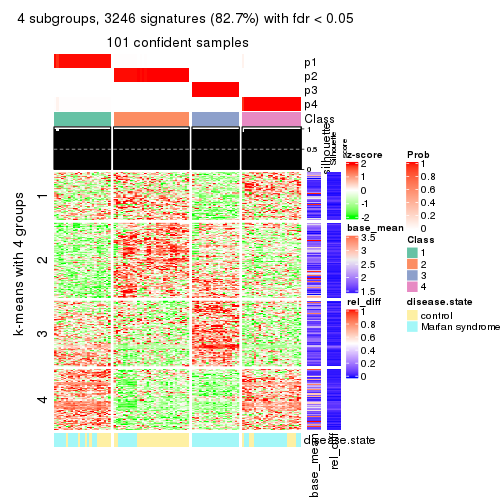 4 subgroups, 3246 signatures (82.7%) with fdr < 0.05
101 confident samples
p1
p2
p3
p4
Class
1
0.5
0
silhouette
Silhouette
score
k-means with 4 groups
1
2
3
4
disease.state
base_mean
rel_diff
z-score
2
1
0
-1
-2
base_mean
3.5
3
2.5
2
1.5
rel_diff
1
0.8
0.6
0.4
0.2
0
Prob
1
0.8
0.6
0.4
0.2
0
Class
1
2
3
4
disease.state
control
Marfan syndrome